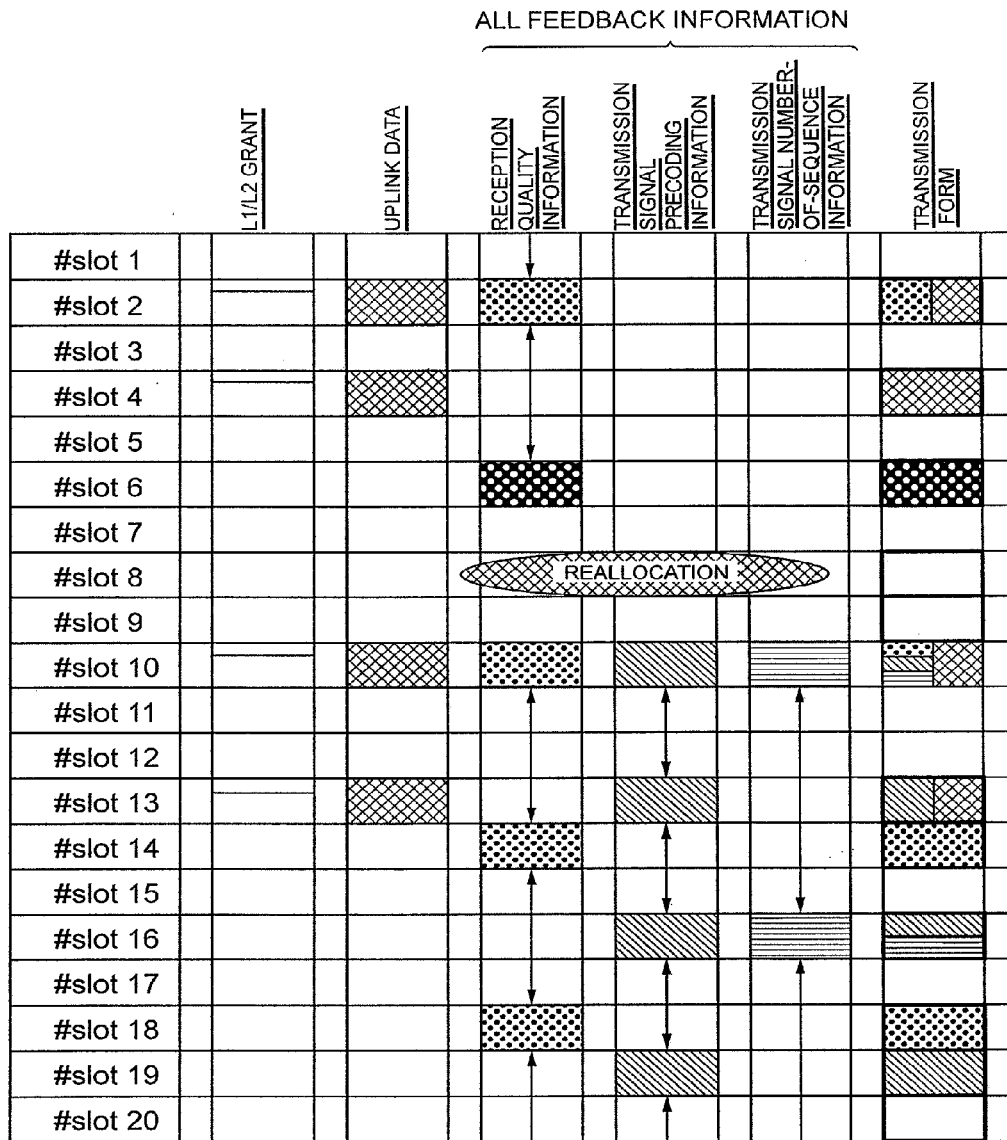 ALL FEEDBACK INFORMATION
L1/L2 GRANT
UPLINK DATA
RECEPTION
QUALITY
INFORMATION
TRANSMISSION
SIGNAL
PRECODING
INFORMATION
TRANSMISSION
SIGNAL NUMBER-
OF-SEQUENCE
INFORMATION
TRANSMISSION
FORM
#slot 1
#slot 2
#slot 3
#slot 4
#slot 5
#slot 6
#slot 7
#slot 8
REALLOCATION
#slot 9
#slot 10
#slot 11
#slot 12
#slot 13
#slot 14
#slot 15
#slot 16
#slot 17
#slot 18
#slot 19
#slot 20